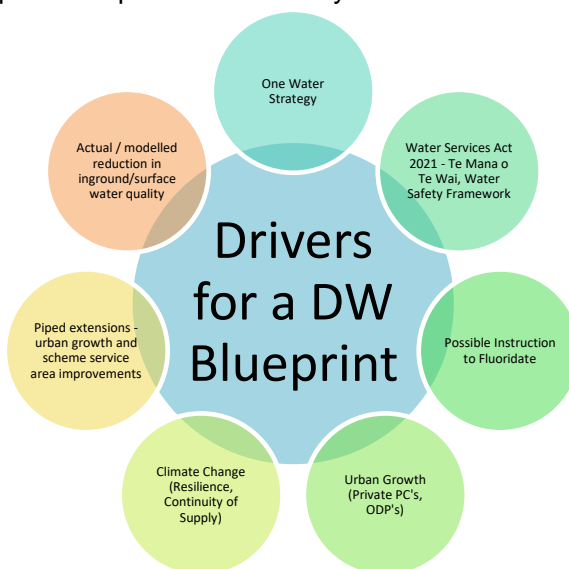 One Water
Strategy
Water Services Act
2021 - Te Mana o
Te Wai, Water
Safety Framework
Possible Instruction
to Fluoridate
Urban Growth
(Private PC's,
ODP's)
Climate Change
(Resilience,
Continuity of
Supply)
Piped extensions -
urban growth and
scheme service
area improvements
Actual / modelled
reduction in
inground/surface
water quality
Drivers
for a DW
Blueprint